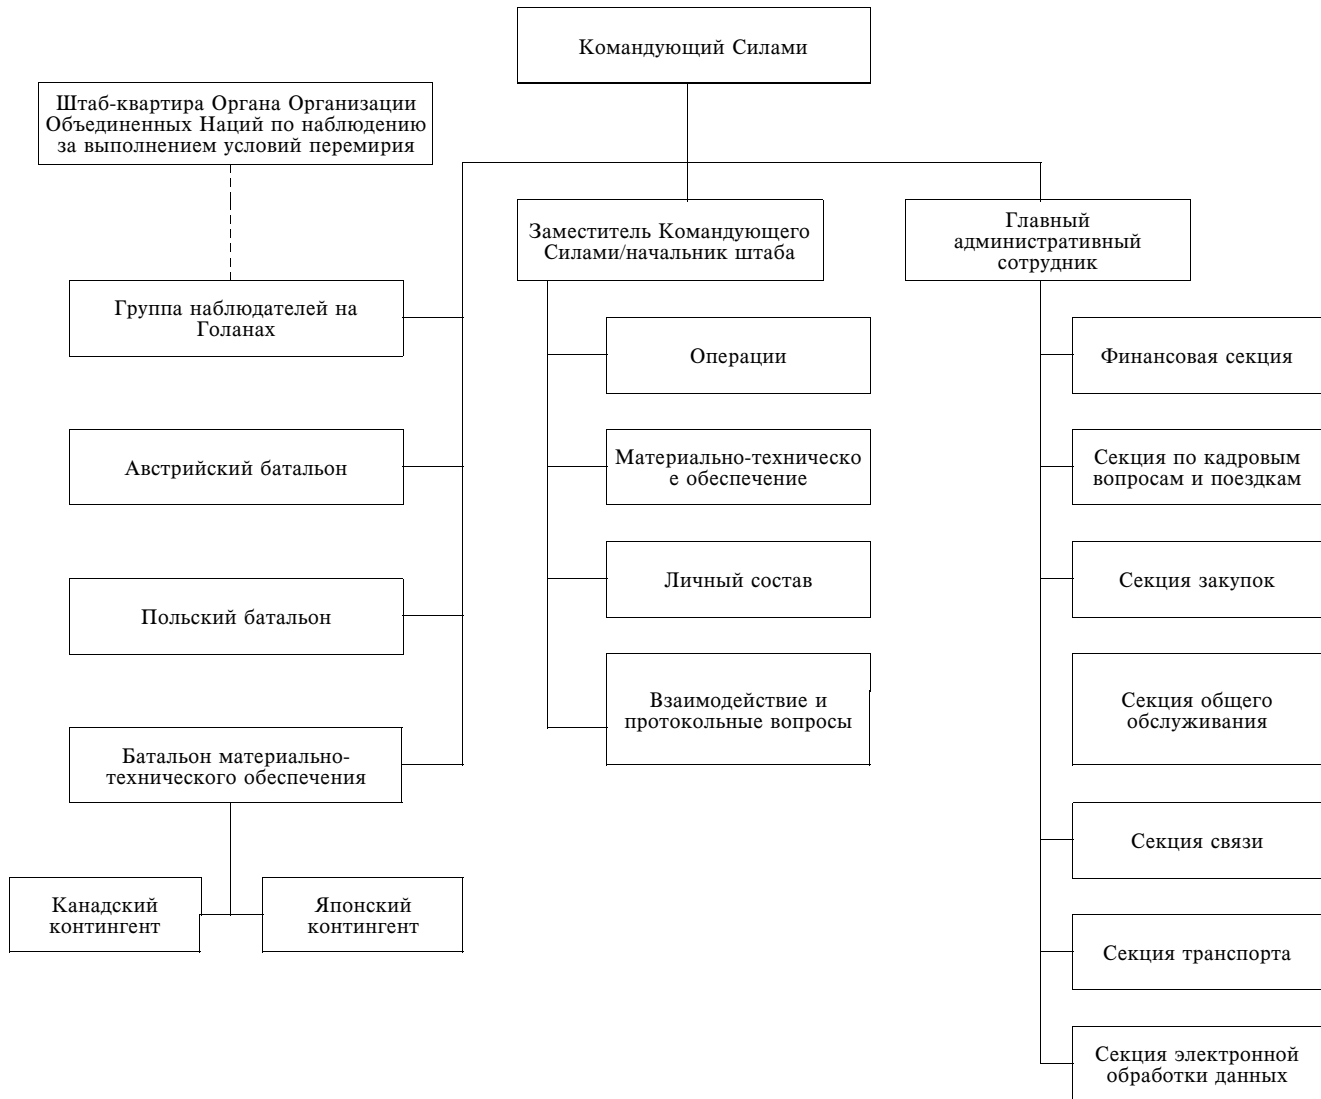 Командующий Силами
Штаб-квартира Органа Организации
Объединенных Наций по наблюдению
за выполнением условий перемирия
Заместитель Командующего
Силами/начальник штаба
Главный
административный
сотрудник
Группа наблюдателей на
Голанах
Операции
Финансовая секция
Австрийский батальон
Материально-техническо
е обеспечение
Секция по кадровым
вопросам и поездкам
Личный состав
Секция закупок
Польский батальон
Взаимодействие и
протокольные вопросы
Секция общего
обслуживания
Батальон материально-
технического обеспечения
Секция связи
Канадский
контингент
Японский
контингент
Секция транспорта
Секция электронной
обработки данных